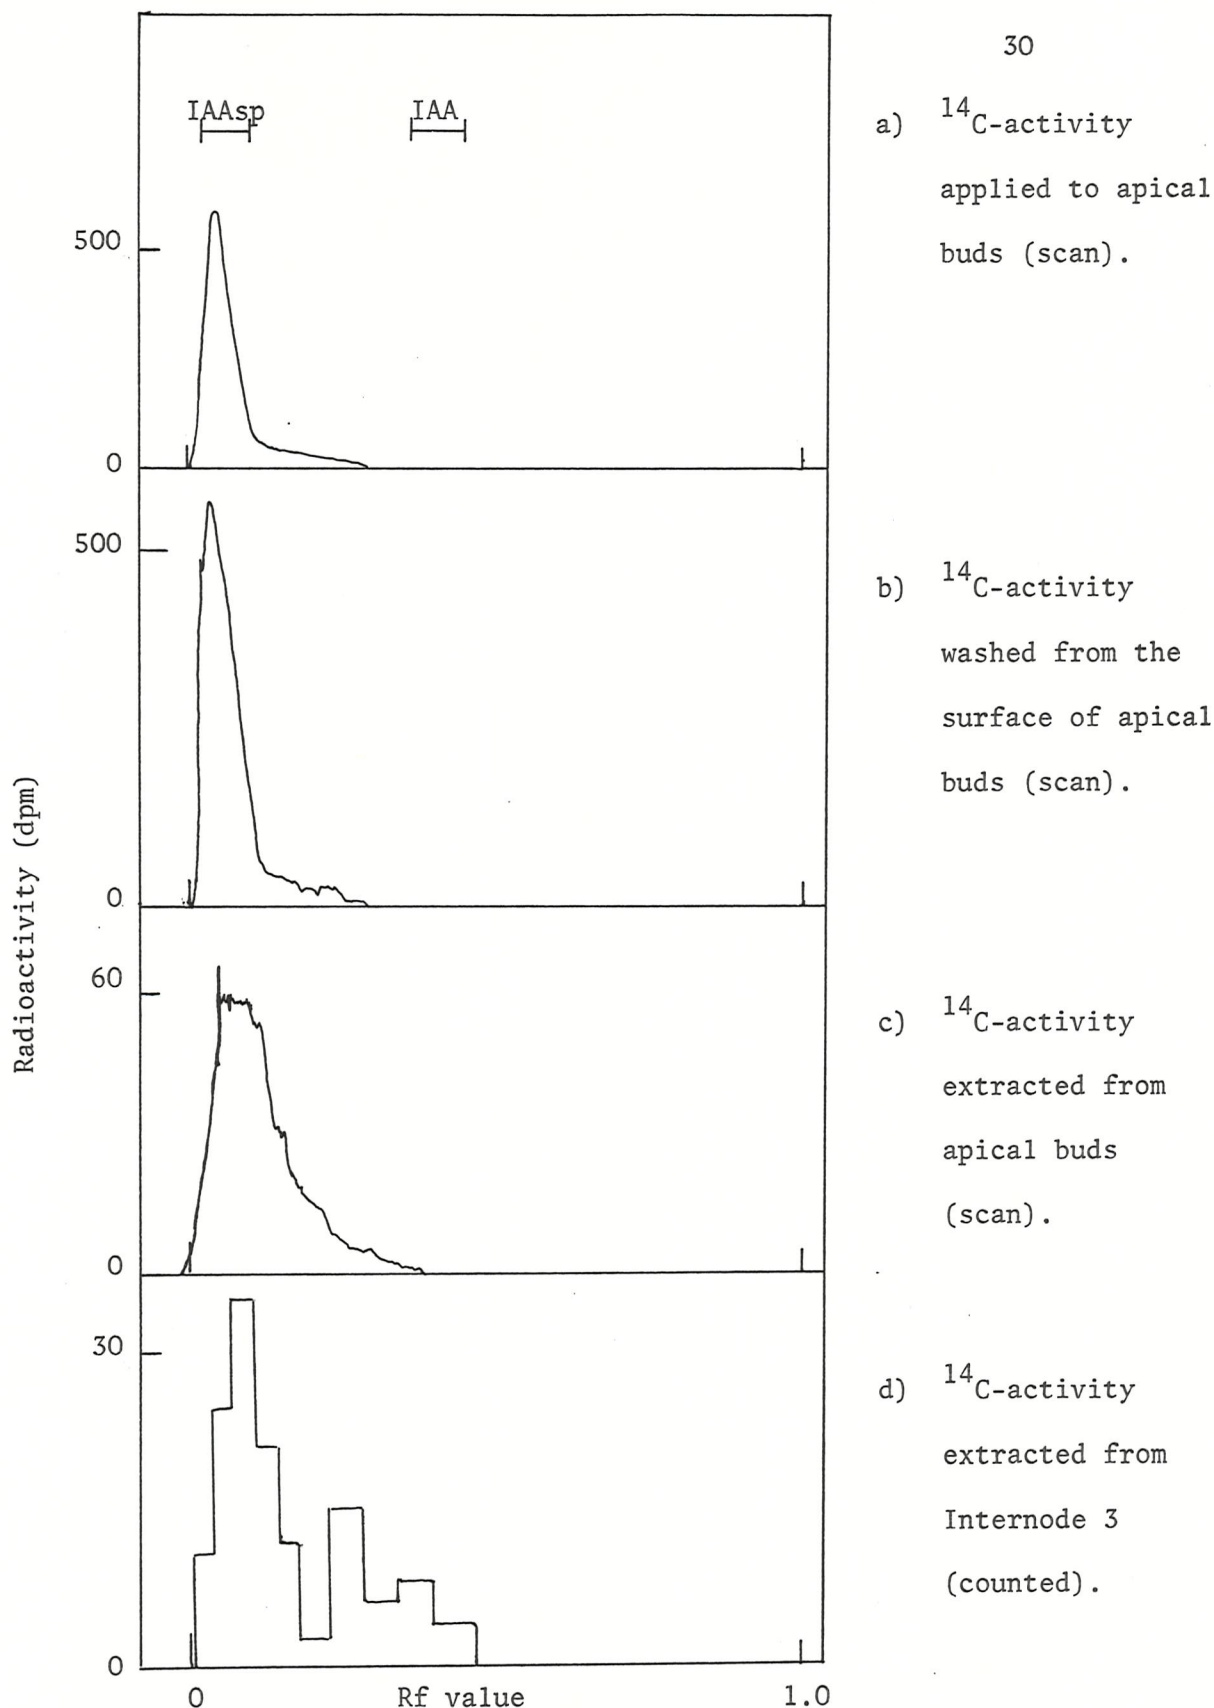 30
IAAsp
IAA
500
0
500
0
60
0
30
0
0
Rf value
1.0
Radioactivity (dpm)
a) 14C-activity
applied to apical
buds (scan).
b) 14C-activity
washed from the
surface of apical
buds (scan).
c) 14C-activity
extracted from
apical buds
(scan).
d) 14C-activity
extracted from
Internode 3
(counted).